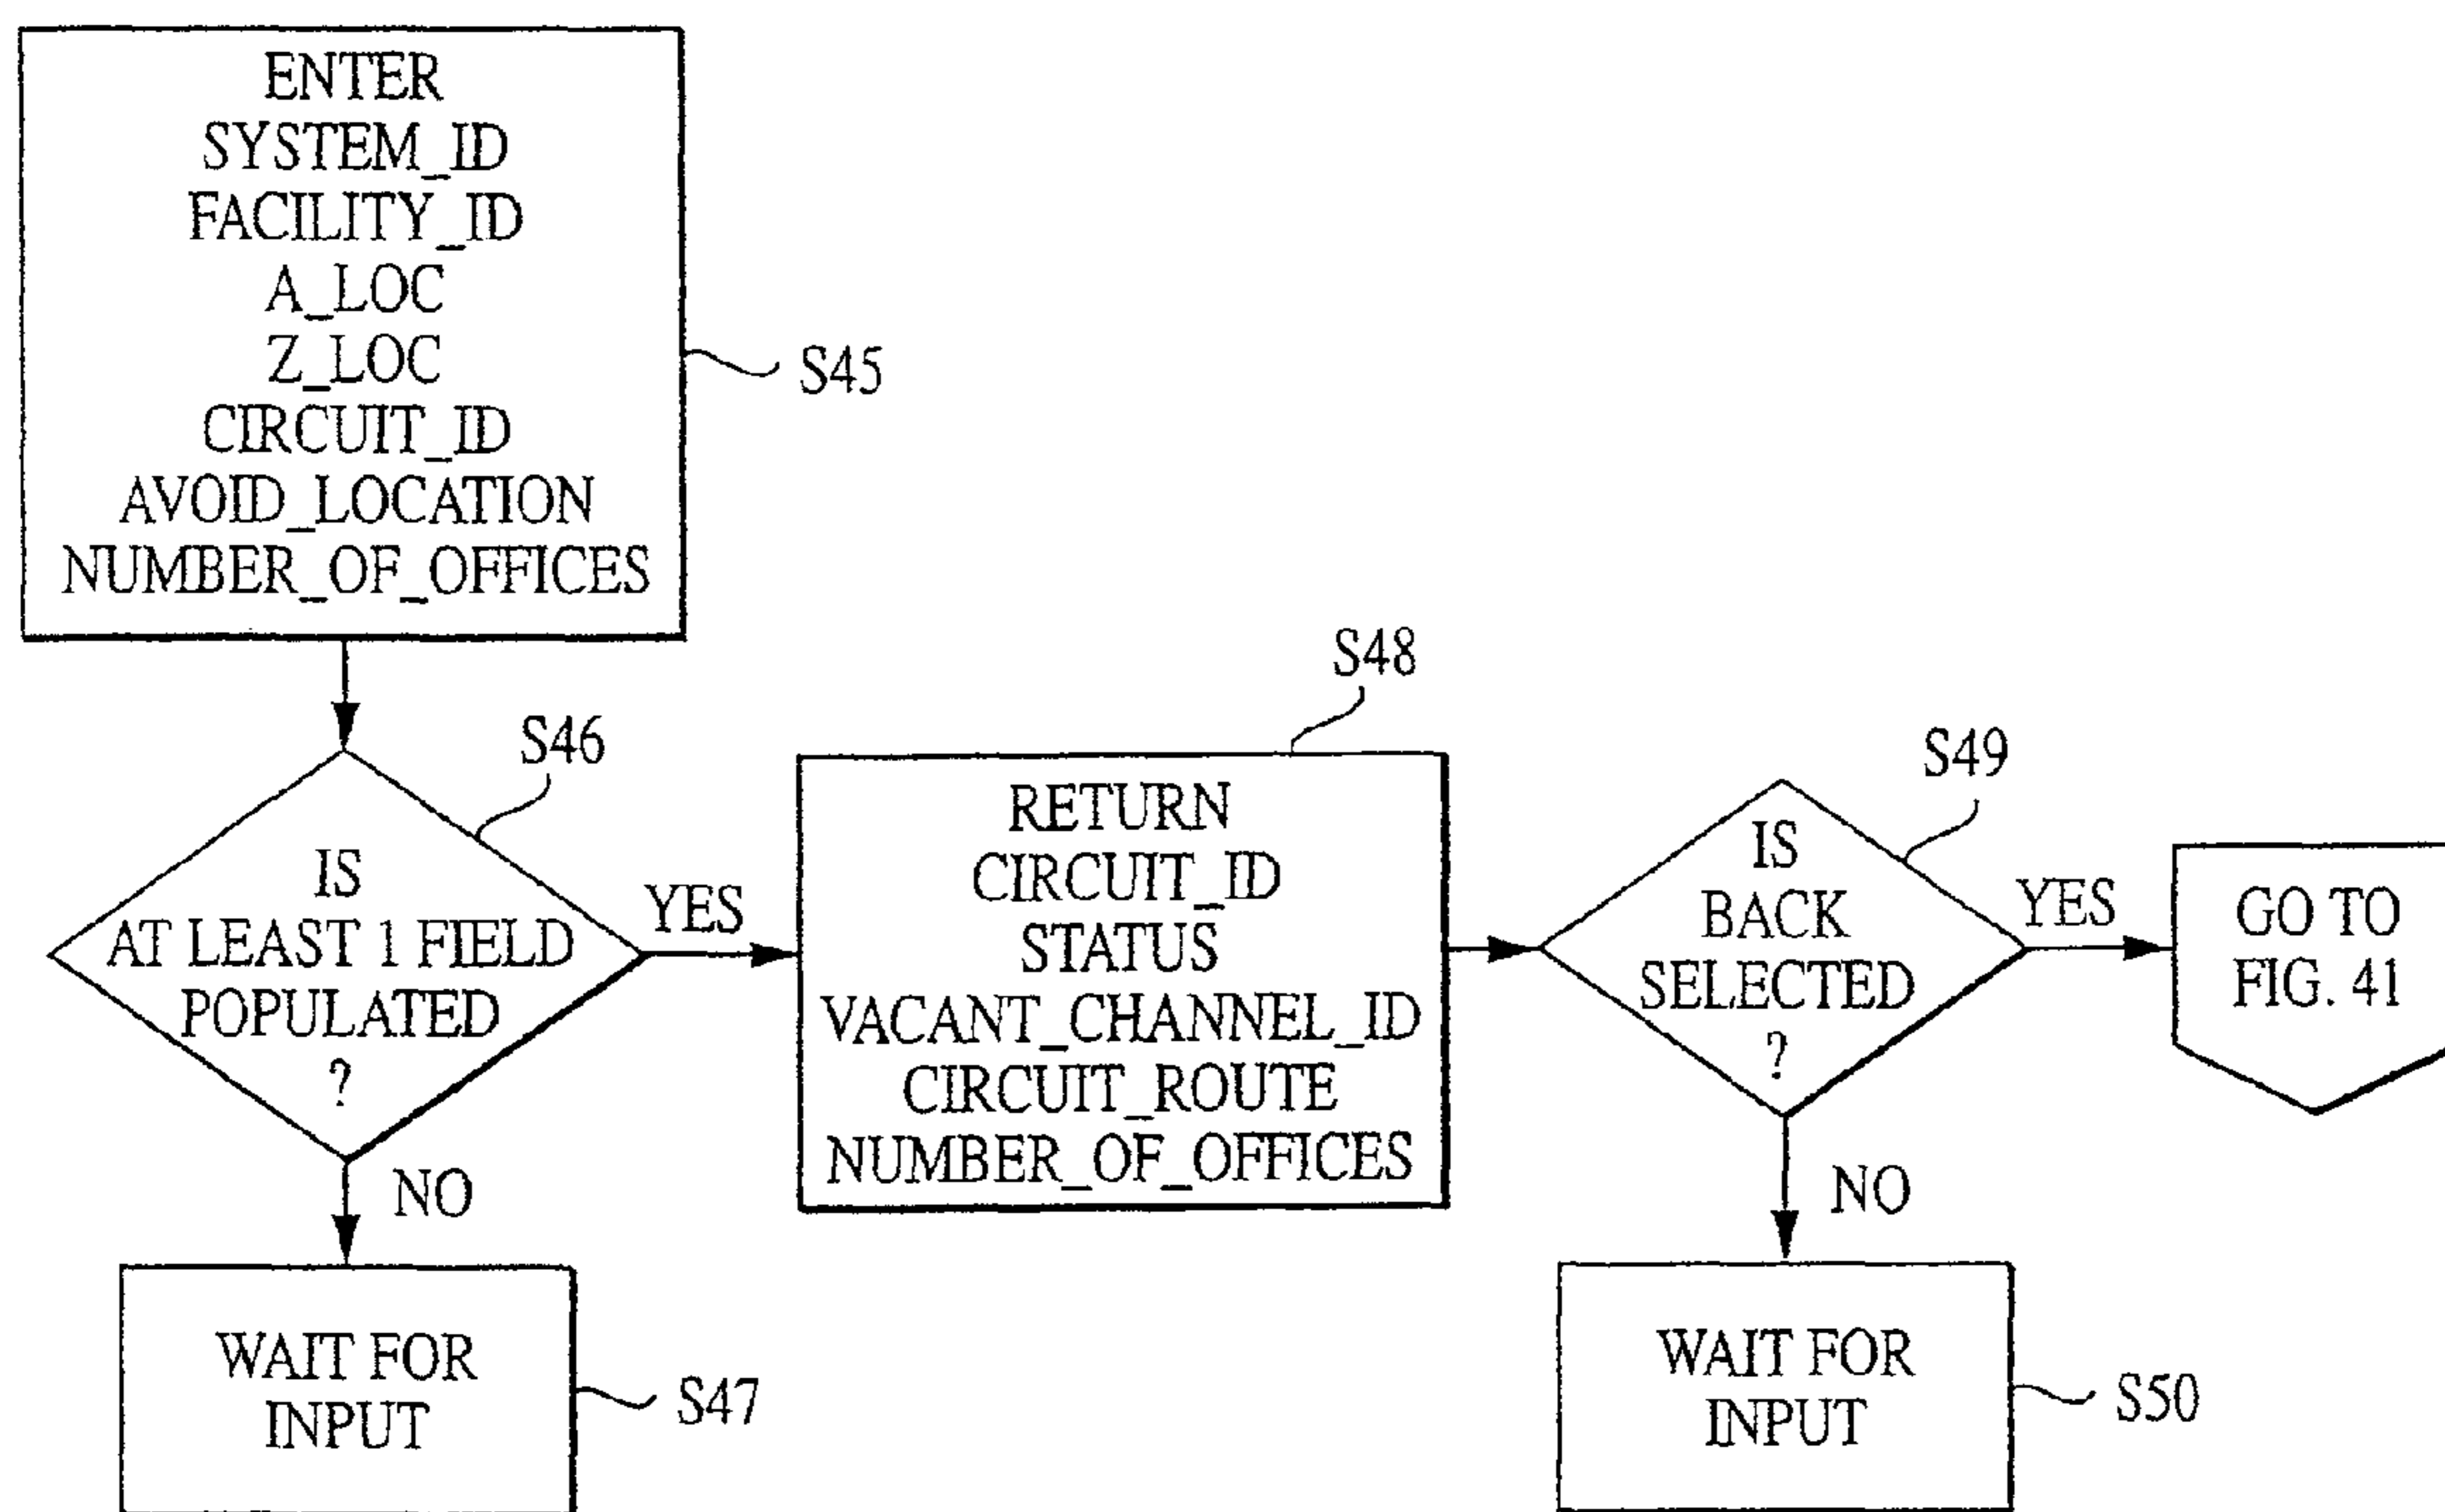 ENTER
SYSTEM_ID
FACILITY_ID
A_LOC
Z_LOC
CIRCUIT_ID
AVOID_LOCATION
NUMBER_OF_OFFICES
S45
S46
IS
AT LEAST 1 FIELD
POPULATED
?
YES
NO
WAIT FOR
INPUT
S47
S48
RETURN
CIRCUIT_ID
STATUS
VACANT_CHANNEL_ID
CIRCUIT_ROUTE
NUMBER_OF_OFFICES
S49
IS
BACK
SELECTED
?
YES
GO TO
FIG. 41
NO
WAIT FOR
INPUT
S50